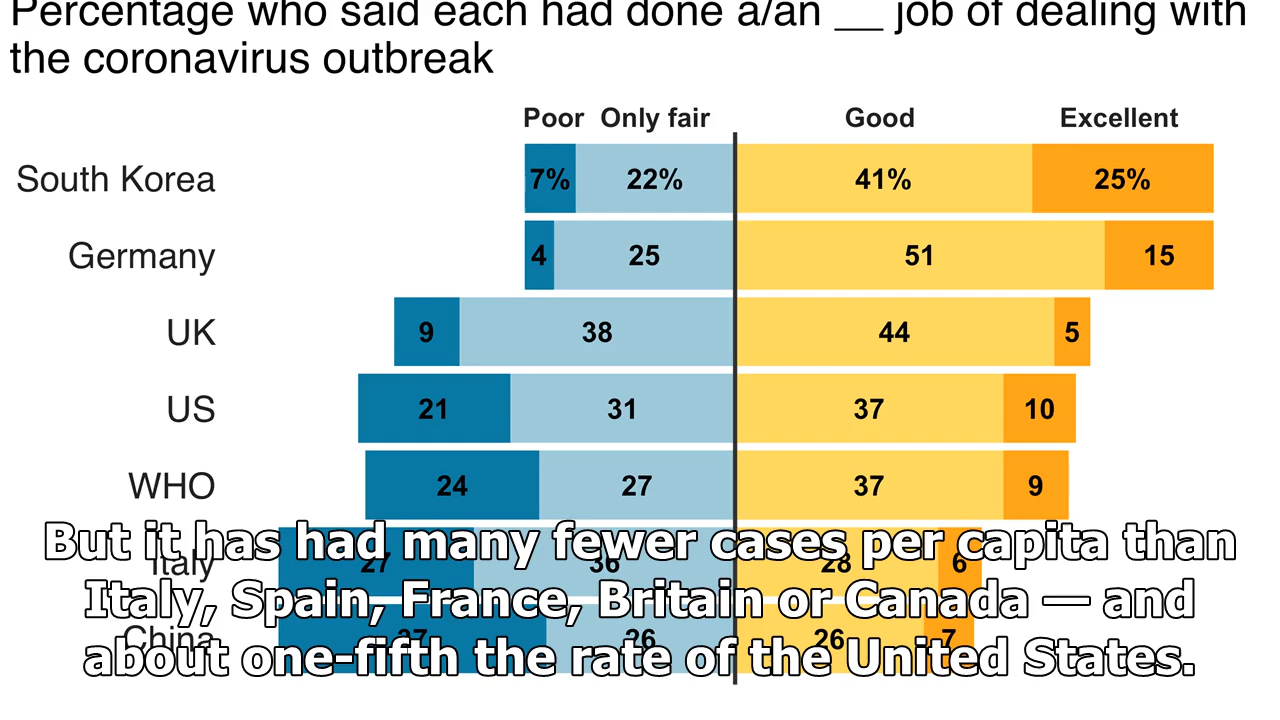 Percentage who said each had done a/an __ job of dealing with
the coronavirus outbreak
Poor Only fair Good Excellent
South Korea 7% 22% 41% 25%
Germany 4 25 51 15
UK 9 38 44 5
US 21 31 37 10
WHO 24 27 37 9
Italy 27 36 28 6
China 37 26 26 7
But it has had many fewer cases per capita than
Italy, Spain, France, Britain or Canada — and
about one-fifth the rate of the United States.